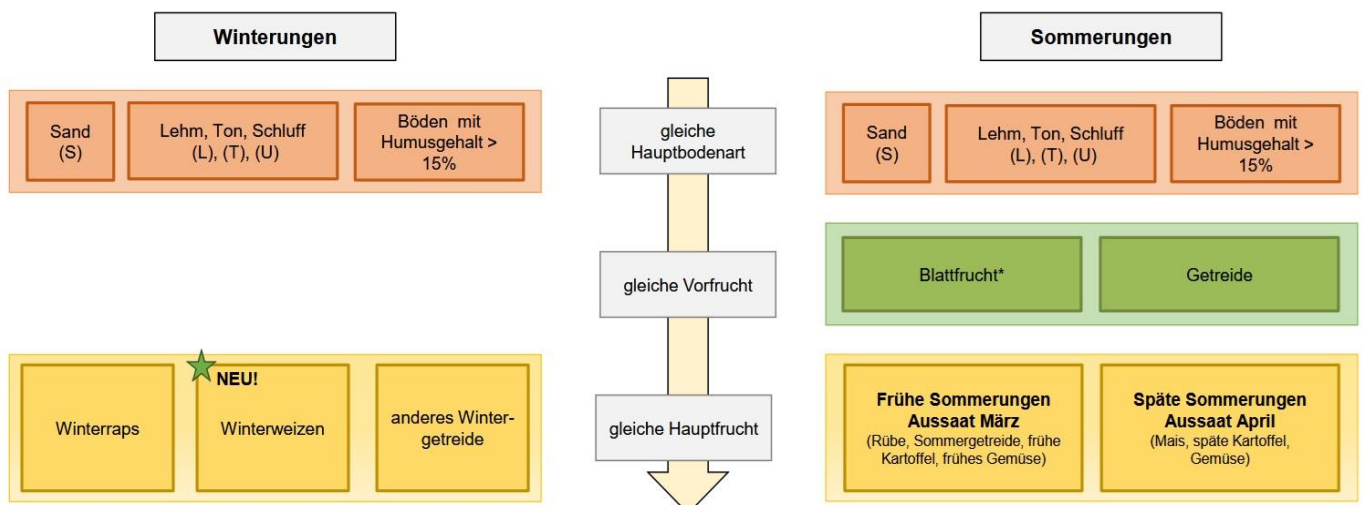 Winterungen
Sommerungen
Sand
(S)
Lehm, Ton, Schluff
(L), (T), (U)
Böden mit
Humusgehalt >
15%
gleiche
Hauptbodenart
Sand
(S)
Lehm, Ton, Schluff
(L), (T), (U)
Böden mit
Humusgehalt >
15%
gleiche Vorfrucht
Blattfrucht*
Getreide
Winterraps
NEU!
Winterweizen
anderes Winter-
getreide
gleiche Hauptfrucht
Frühe Sommerungen
Aussaat März
(Rübe, Sommergetreide, frühe
Kartoffel, frühes Gemüse)
Späte Sommerungen
Aussaat April
(Mais, späte Kartoffel,
Gemüse)